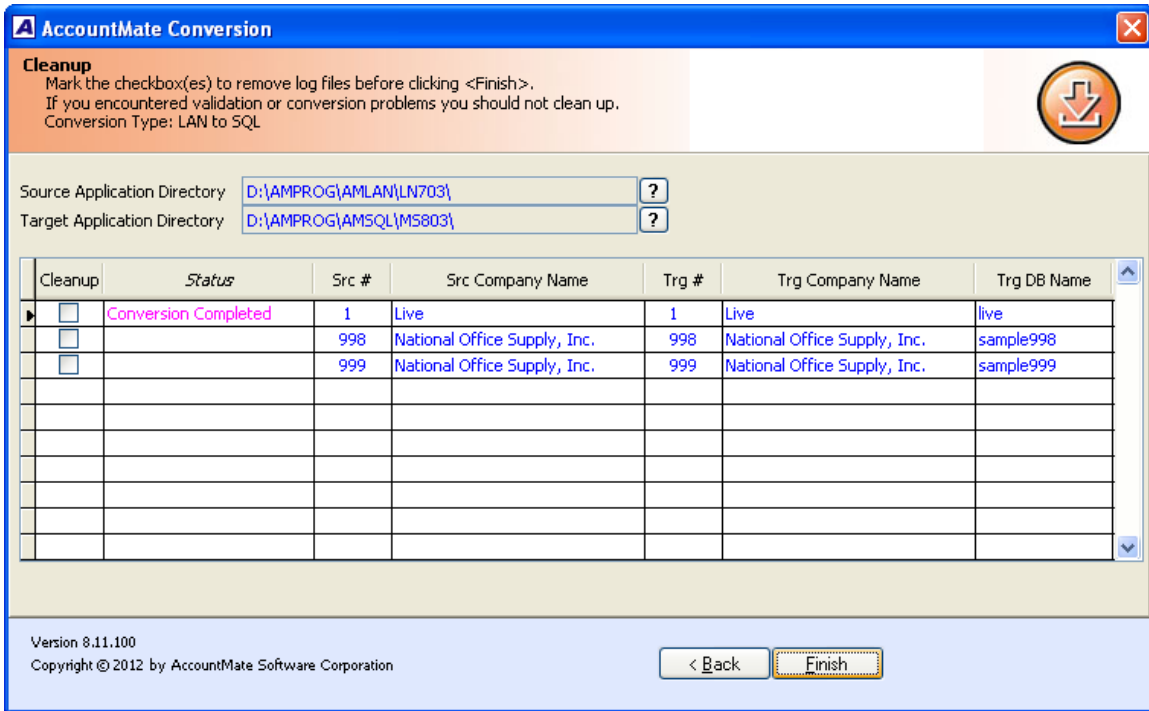 AccountMate Conversion
Cleanup
Mark the checkbox(es) to remove log files before clicking <Finish>.
If you encountered validation or conversion problems you should not clean up.
Conversion Type: LAN to SQL
Source Application Directory D:\AMPROG\AMLAN\LN703\ ?
Target Application Directory D:\AMPROG\AMSQL\MS803\ ?
Cleanup Status Src # Src Company Name Trg # Trg Company Name Trg DB Name
Conversion Completed 1 Live 1 Live live
998 National Office Supply, Inc. 998 National Office Supply, Inc. sample998
999 National Office Supply, Inc. 999 National Office Supply, Inc. sample999
Version 8.11.100
Copyright © 2012 by AccountMate Software Corporation
< Back Finish